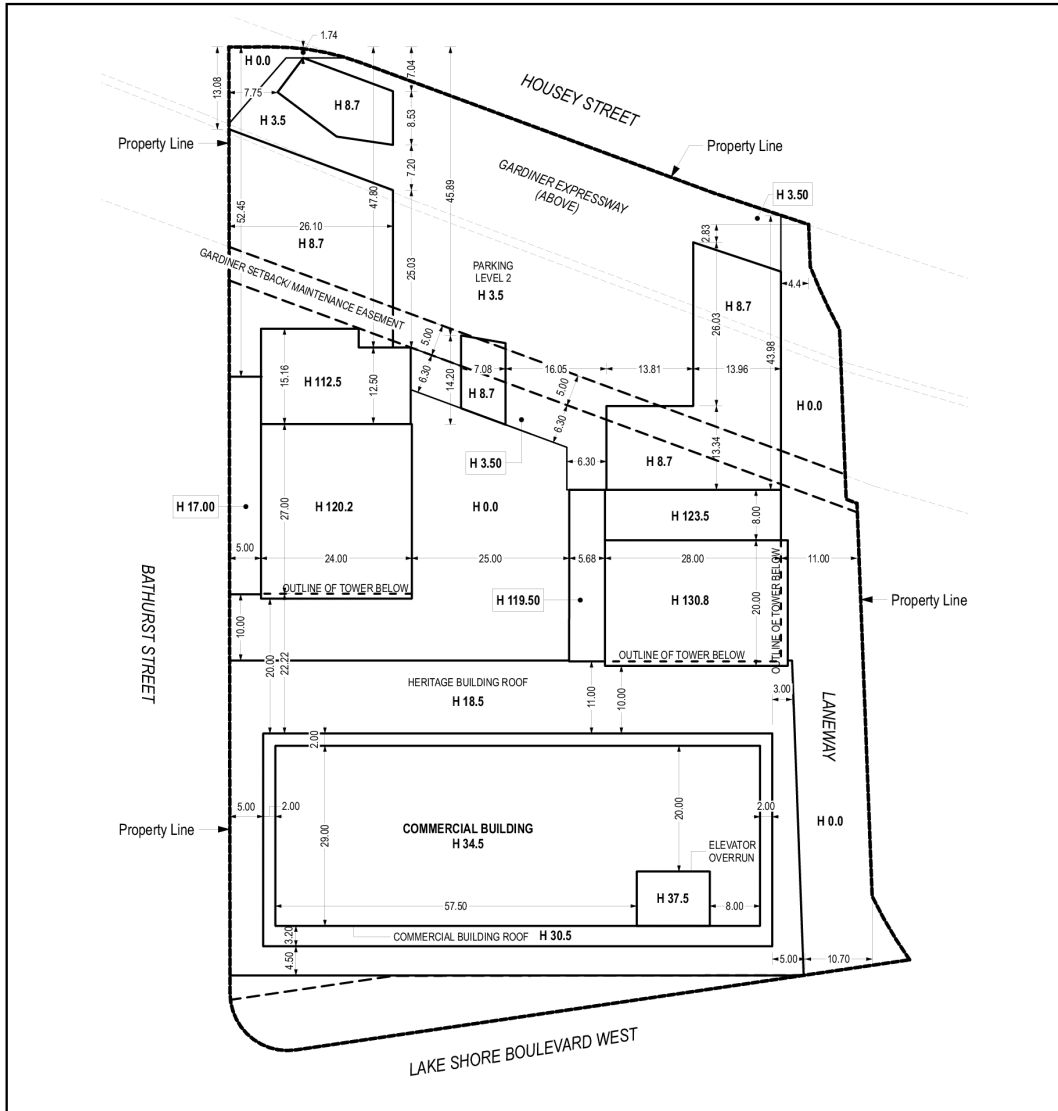 1.74
H 0.0
13.08
7.75
H 8.7
7.04
8.53
H 3.5
HOUSEY STREET
Property Line
Property Line
7.20
47.80
45.89
52.45
GARDINER EXPRESSWAY
(ABOVE)
H 3.50
2.83
26.10
H 8.7
25.03
GARDINER SETBACK/ MAINTENANCE EASEMENT
PARKING
LEVEL 2
H 3.5
4.4
H 8.7
26.03
43.98
5.00
6.30
14.20
7.08
16.05
13.81
13.96
15.16
H 112.5
12.50
H 8.7
5.00
6.30
H 0.0
H 3.50
6.30
H 8.7
13.34
H 17.00
27.00
H 120.2
H 0.0
H 123.5
8.00
5.00
24.00
25.00
5.68
28.00
11.00
BATHURST STREET
OUTLINE OF TOWER BELOW
H 119.50
H 130.8
20.00
OUTLINE OF TOWER BELOW
Property Line
10.00
20.00
22.22
OUTLINE OF TOWER BELOW
HERITAGE BUILDING ROOF
H 18.5
11.00
10.00
3.00
LANEWAY
2.00
5.00
2.00
Property Line
29.00
COMMERCIAL BUILDING
H 34.5
20.00
2.00
H 0.0
ELEVATOR
OVERRUN
57.50
H 37.5
8.00
3.20
COMMERCIAL BUILDING ROOF H 30.5
4.50
5.00
10.70
LAKE SHORE BOULEVARD WEST